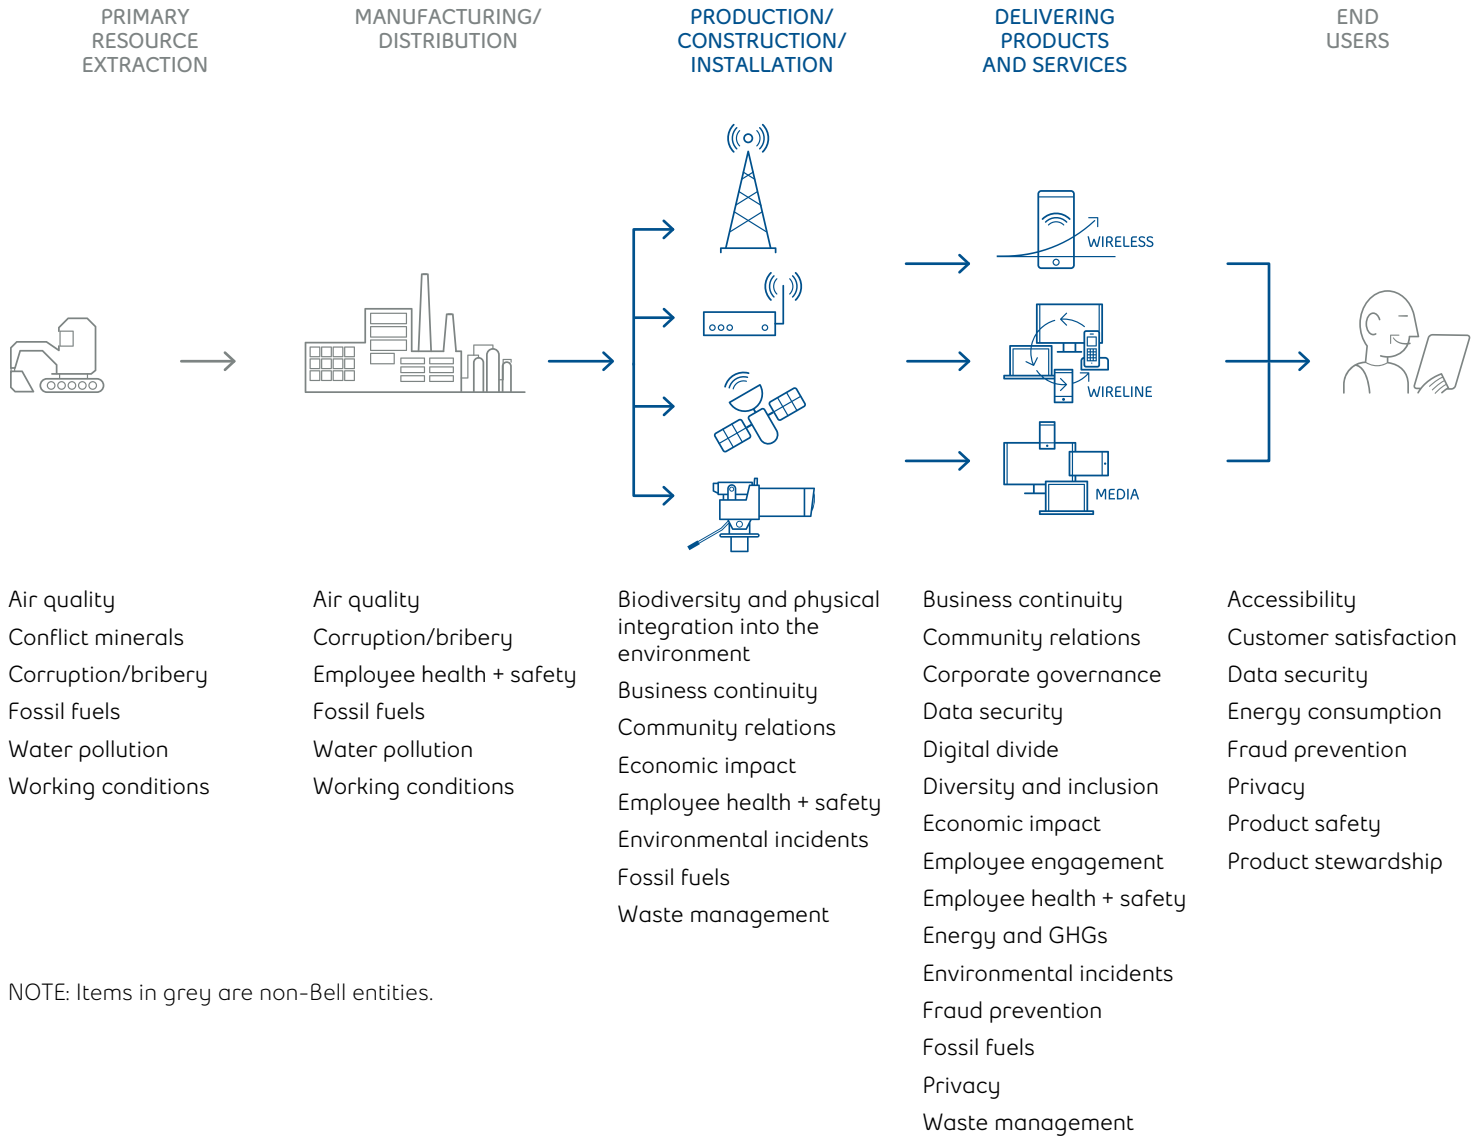 PRIMARY
RESOURCE
EXTRACTION
MANUFACTURING/
DISTRIBUTION
PRODUCTION/
CONSTRUCTION/
INSTALLATION
DELIVERING
PRODUCTS
AND SERVICES
END
USERS
WIRELESS
WIRELINE
MEDIA
Air quality
Conflict minerals
Corruption/bribery
Fossil fuels
Water pollution
Working conditions
Air quality
Corruption/bribery
Employee health + safety
Fossil fuels
Water pollution
Working conditions
Biodiversity and physical
integration into the
environment
Business continuity
Community relations
Economic impact
Employee health + safety
Environmental incidents
Fossil fuels
Waste management
Business continuity
Community relations
Corporate governance
Data security
Digital divide
Diversity and inclusion
Economic impact
Employee engagement
Employee health + safety
Energy and GHGs
Environmental incidents
Fraud prevention
Fossil fuels
Privacy
Waste management
Accessibility
Customer satisfaction
Data security
Energy consumption
Fraud prevention
Privacy
Product safety
Product stewardship
NOTE: Items in grey are non-Bell entities.